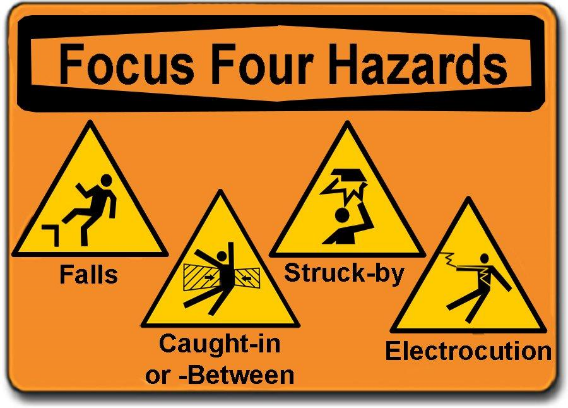 Focus Four Hazards
Falls
Struck-by
Caught-in
or -Between
Electrocution